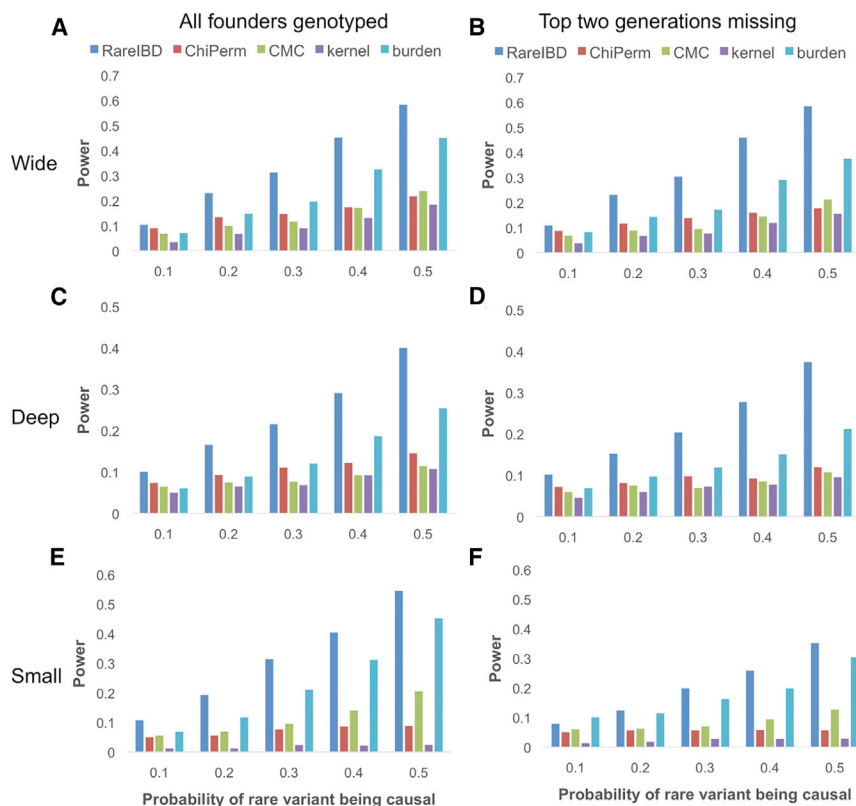 A All founders genotyped
RareIBD ChiPerm CMC kernel burden
Wide
Power
0.7
0.6
0.5
0.4
0.3
0.2
0.1
0
0.1 0.2 0.3 0.4 0.5
B Top two generations missing
RareIBD ChiPerm CMC kernel burden
Power
0.7
0.6
0.5
0.4
0.3
0.2
0.1
0
0.1 0.2 0.3 0.4 0.5
C
Deep
Power
0.5
0.4
0.3
0.2
0.1
0
0.1 0.2 0.3 0.4 0.5
D
Power
0.5
0.4
0.3
0.2
0.1
0
0.1 0.2 0.3 0.4 0.5
E
Small
Power
0.6
0.5
0.4
0.3
0.2
0.1
0
0.1 0.2 0.3 0.4 0.5
Probability of rare variant being causal
F
Power
0.6
0.5
0.4
0.3
0.2
0.1
0
0.1 0.2 0.3 0.4 0.5
Probability of rare variant being causal